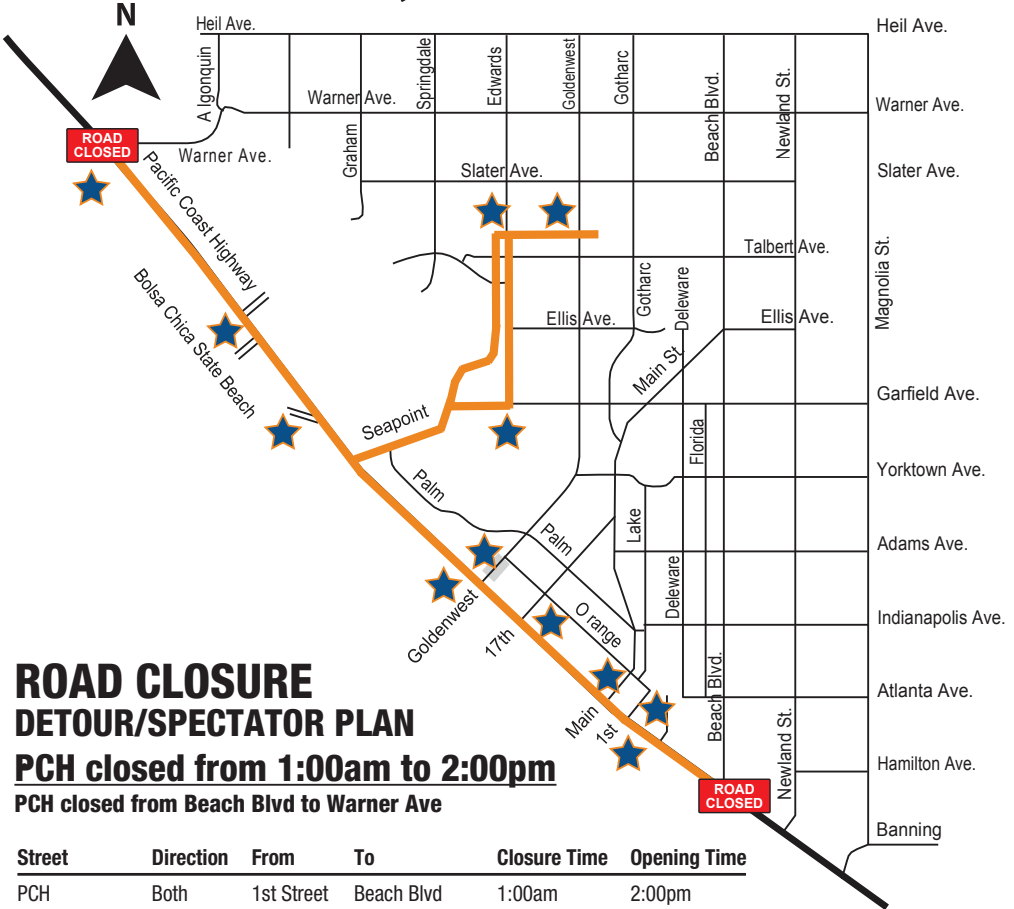 N
Heil Ave.
Heil Ave.
A lgonquin
Springdale
Edwards
Goldenwest
Gotharc
Beach Blvd.
Newland St.
Warner Ave.
Warner Ave.
ROAD
CLOSED
Warner Ave.
Graham
Pacific Coast Highway
Slater Ave.
Slater Ave.
Talbert Ave.
Magnolia St.
Bolsa Chica State Beach
Gotharc
Deleware
Ellis Ave.
Ellis Ave.
Main St.
Garfield Ave.
Seapoint
Florida
Palm
Yorktown Ave.
Palm
Lake
Adams Ave.
Deleware
Goldenwest
17th
O range
Indianapolis Ave.
ROAD CLOSURE
DETOUR/SPECTATOR PLAN
Main
1st
Beach Blvd.
Atlanta Ave.
Newland St.
PCH closed from 1:00am to 2:00pm
Hamilton Ave.
PCH closed from Beach Blvd to Warner Ave
ROAD
CLOSED
Banning
Street Direction From To Closure Time Opening Time
PCH Both 1st Street Beach Blvd 1:00am 2:00pm